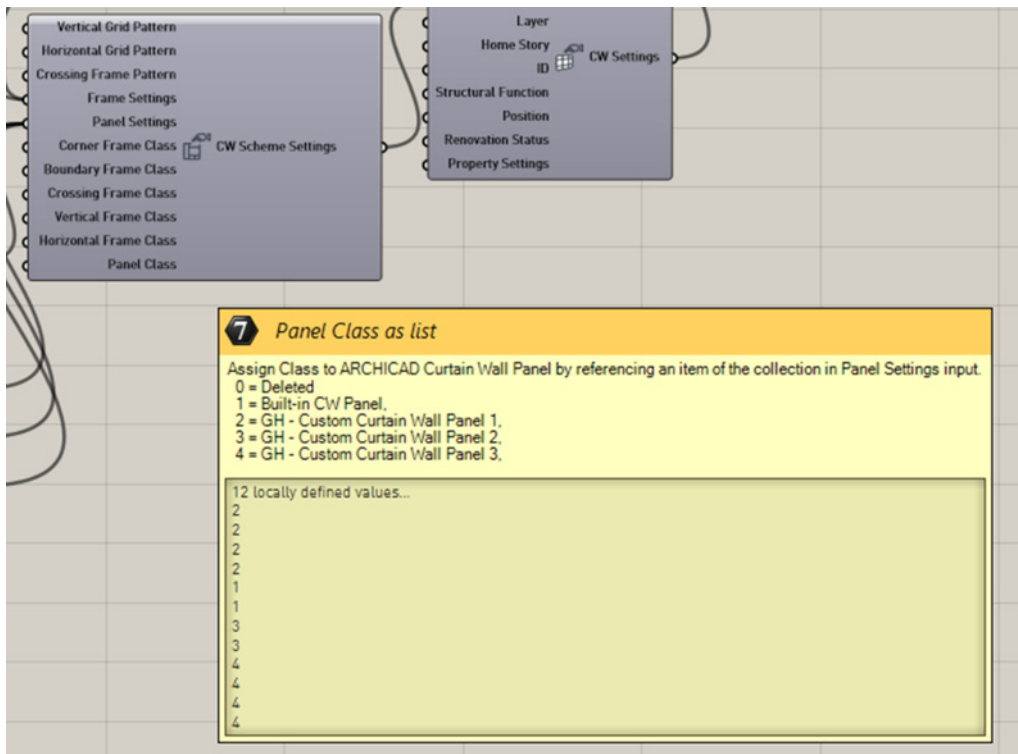 Vertical Grid Pattern
Horizontal Grid Pattern
Crossing Frame Pattern
Frame Settings
Panel Settings
Corner Frame Class
CW Scheme Settings
Boundary Frame Class
Crossing Frame Class
Vertical Frame Class
Horizontal Frame Class
Panel Class
Layer
Home Story
ID
CW Settings
Structural Function
Position
Renovation Status
Property Settings
7 Panel Class as list
Assign Class to ARCHICAD Curtain Wall Panel by referencing an item of the collection in Panel Settings input.
0 = Deleted
1 = Built-in CW Panel,
2 = GH - Custom Curtain Wall Panel 1,
3 = GH - Custom Curtain Wall Panel 2,
4 = GH - Custom Curtain Wall Panel 3,
12 locally defined values...
2
2
2
2
1
1
3
3
4
4
4
4